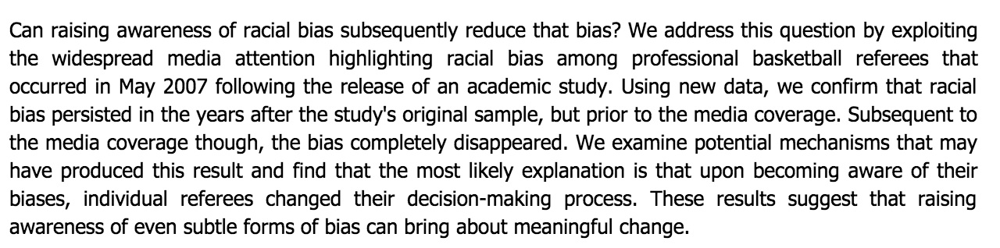 Can raising awareness of racial bias subsequently reduce that bias? We address this question by exploiting
the widespread media attention highlighting racial bias among professional basketball referees that
occurred in May 2007 following the release of an academic study. Using new data, we confirm that racial
bias persisted in the years after the study's original sample, but prior to the media coverage. Subsequent to
the media coverage though, the bias completely disappeared. We examine potential mechanisms that may
have produced this result and find that the most likely explanation is that upon becoming aware of their
biases, individual referees changed their decision-making process. These results suggest that raising
awareness of even subtle forms of bias can bring about meaningful change.